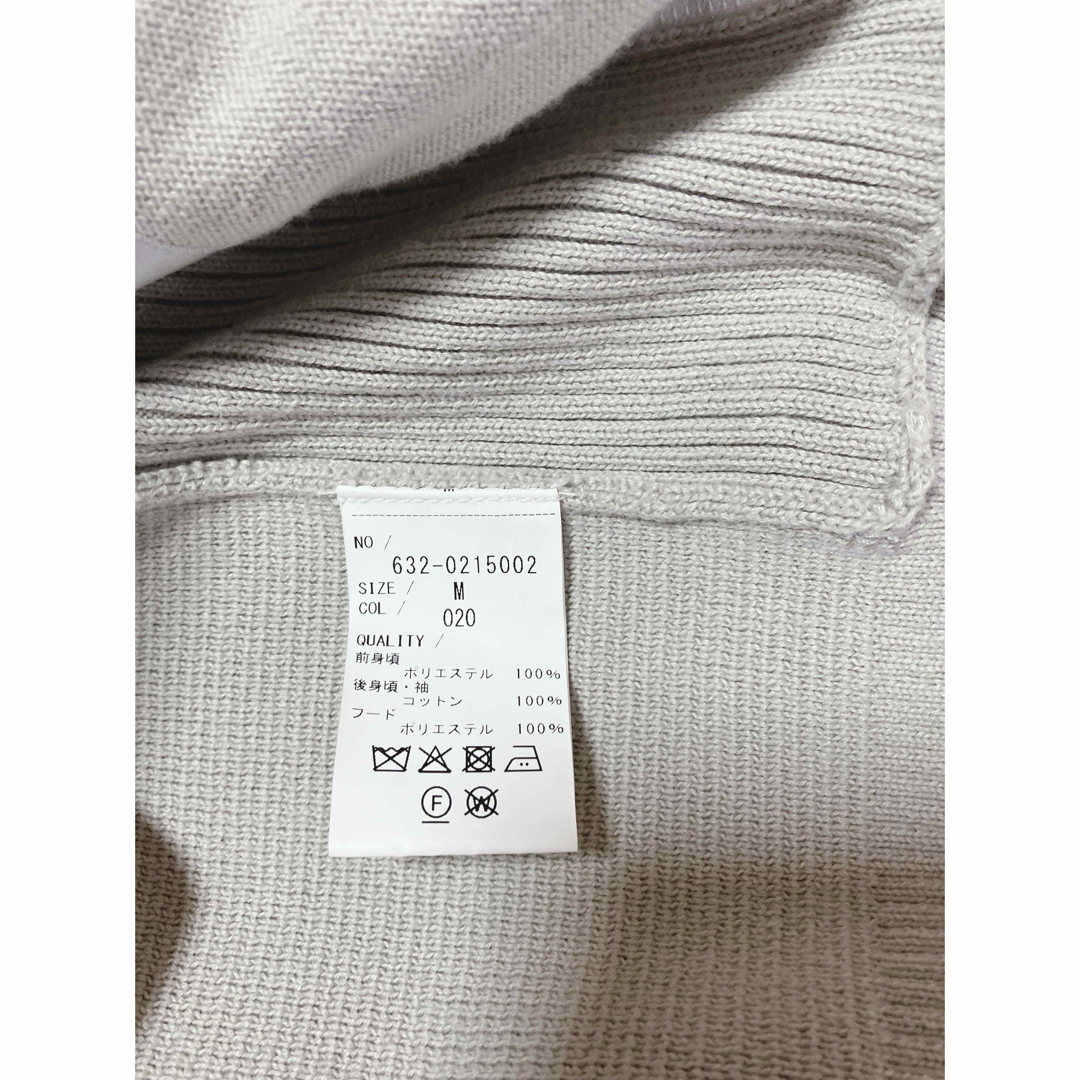 NO /
632-0215002
SIZE / M
COL / 020
QUALITY /
前身頃
ポリエステル 100%
後身頃・袖
コットン 100%
フード
ポリエステル 100%
F W